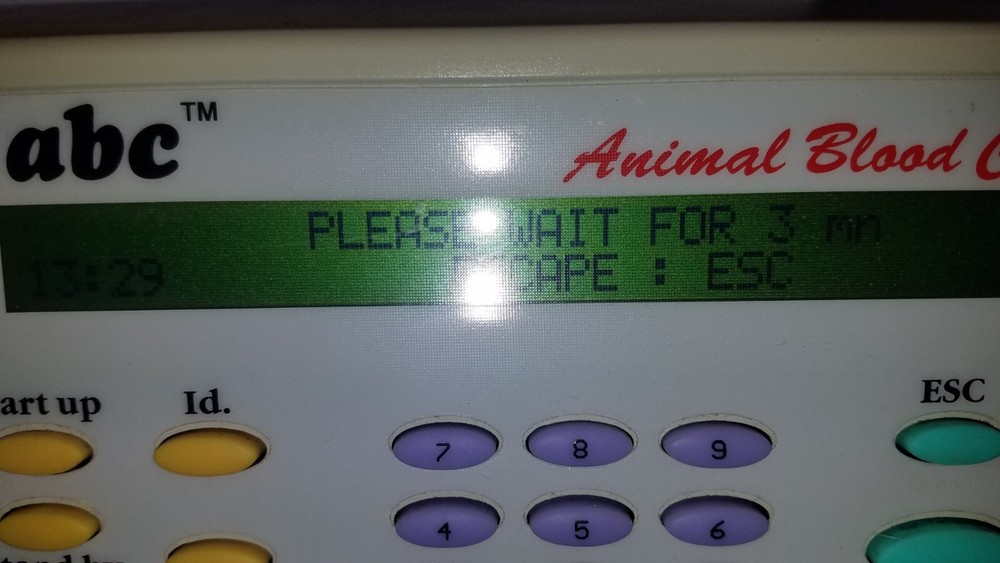 abc™
Animal Blood C
PLEASE WAIT FOR 3 mn
13:29 ESCAPE : ESC
art up Id. ESC
7 8 9
4 5 6